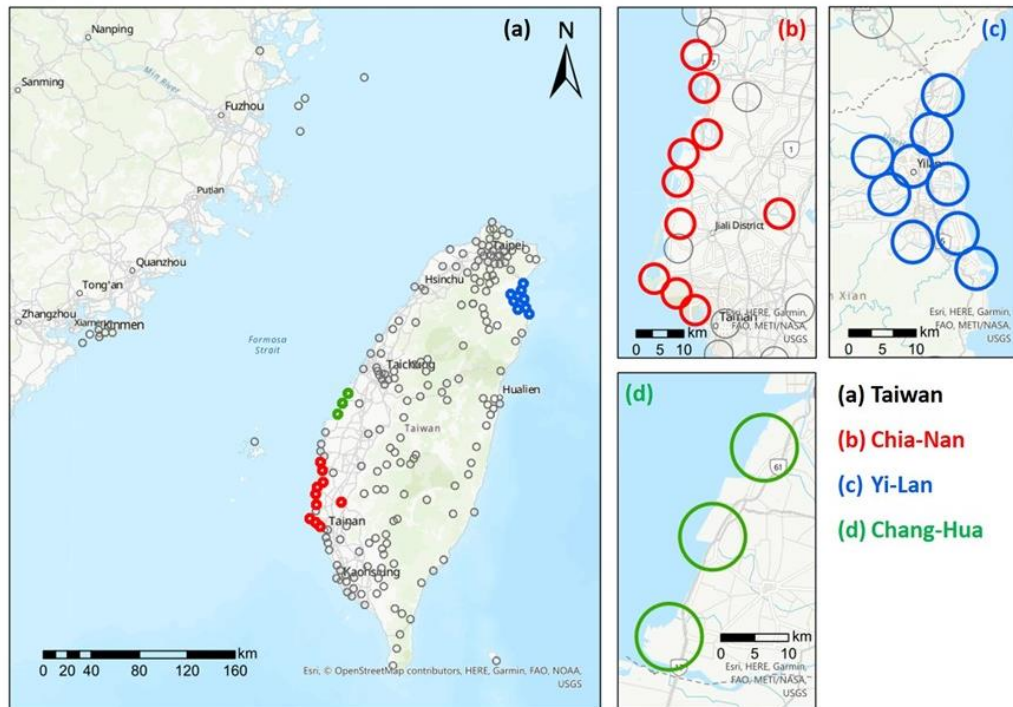 (a)
Nanping
Min River
Sanming
Fuzhou
Putian
Quanzhou
Tong'an
Zhangzhou
Xiamen
Kinmen
Formosa
Strait
Taipei
Hsinchu
Taichung
Hualien
Taiwan
Tainan
Kaohsiung
0 20 40 80 120 160
km
Esri, © OpenStreetMap contributors, HERE, Garmin, FAO, NOAA,
USGS
(b)
1
Jiali District
Tainan
Esri, HERE, Garmin,
FAO, METI/NASA,
USGS
0 5 10
km
(c)
Yilan
n Xian
Esri, HERE, Garmin,
FAO, METI/NASA,
USGS
0 5 10
km
(d)
61
0 5 10
km
Esri, HERE, Garmin,
FAO, METI/NASA,
USGS
(a) Taiwan
(b) Chia-Nan
(c) Yi-Lan
(d) Chang-Hua